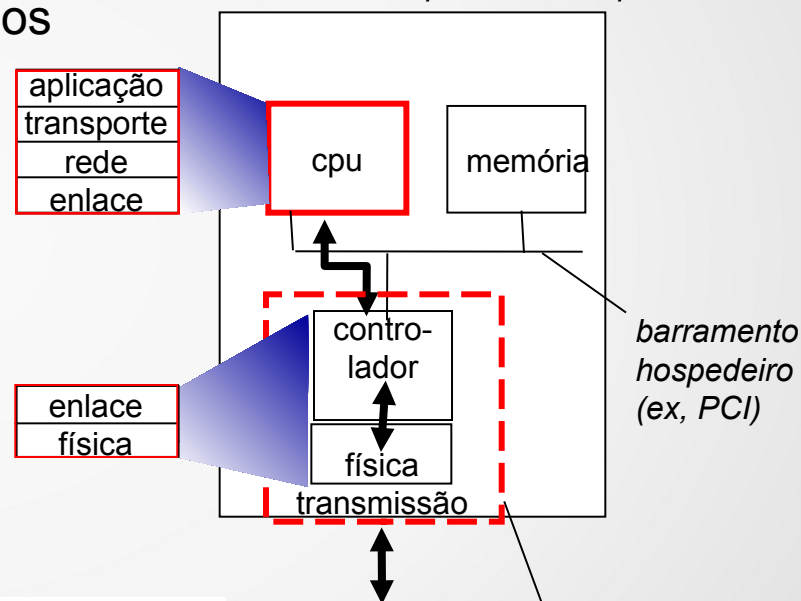 os
aplicação
transporte
rede
enlace
cpu
memória
contro-
lador
física
transmissão
barramento
hospedeiro
(ex, PCI)
enlace
física